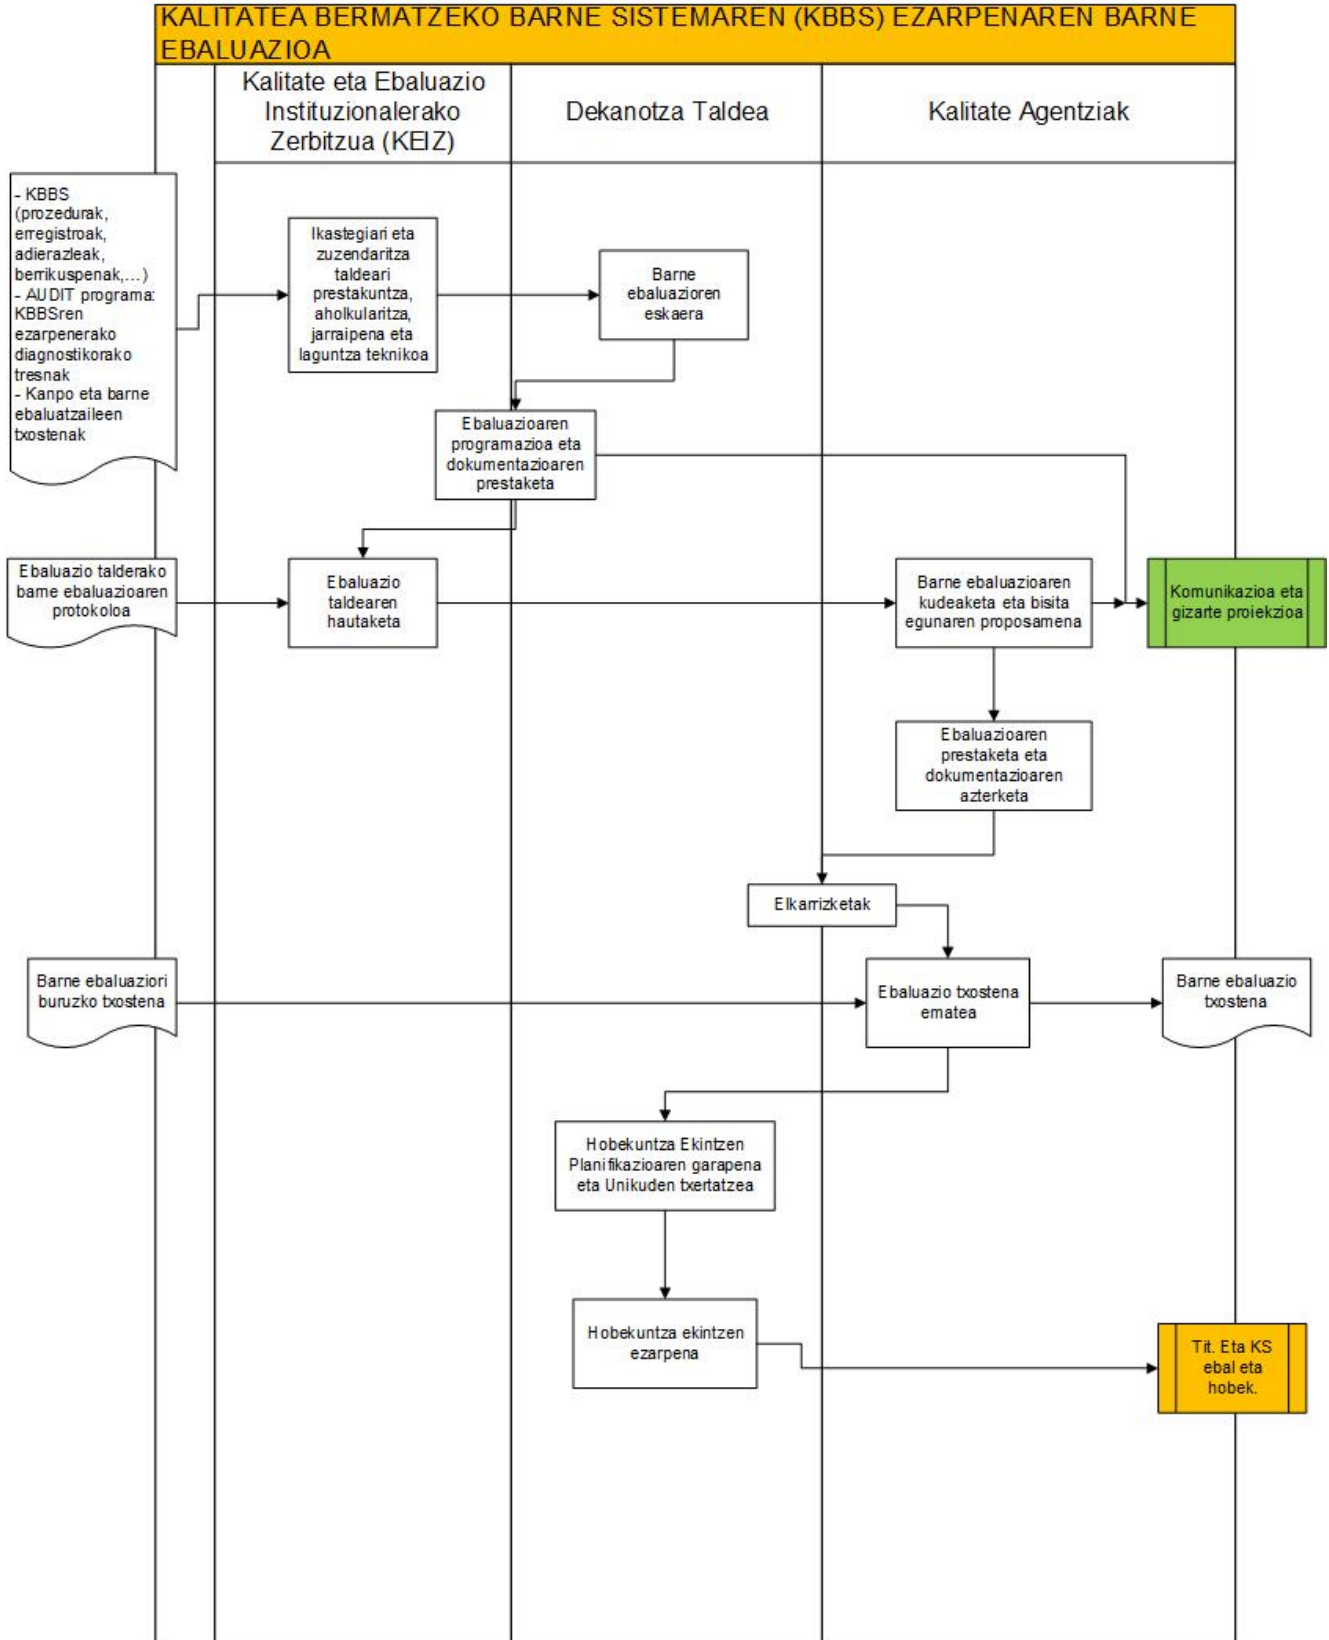 KALITATEA BERMATZEKO BARNE SISTEMAREN (KBBS) EZARPENAREN BARNE
EBALUAZIOA
Kalitate eta Ebaluazio
Instituzionalerako
Zerbitzua (KEIZ)
Dekanotza Taldea
Kalitate Agentziak
- KBBS
(prozedurak,
erregistroak,
adierazleak,
berrikuspenak,...)
- AUDIT programa:
KBBSren
ezarpenerako
diagnostikorako
tresnak
- Kanpo eta barne
ebaluatzaileen
txostenak
Ikastegiari eta
zuzendaritza
taldeari
prestakuntza,
aholkularitza,
jarraipena eta
laguntza teknikoa
Barne
ebaluazioren
eskaera
Ebaluazioaren
programazioa eta
dokumentazioaren
prestaketa
Ebaluazio talderako
barne ebaluazioaren
protokoloa
Ebaluazio
taldearen
hautaketa
Barne ebaluazioaren
kudeaketa eta bisita
egunaren proposamena
Komunikazioa eta
gizarte proiekzioa
Ebaluazioaren
prestaketa eta
dokumentazioaren
azterketa
Elkarrizketak
Barne ebaluaziori
buruzko txostena
Ebaluazio txostena
ematea
Barne ebaluazio
txostena
Hobekuntza Ekintzen
Planifikazioaren garapena
eta Unikuden txertatzea
Hobekuntza ekintzen
ezarpena
Tit. Eta KS
ebal eta
hobek.